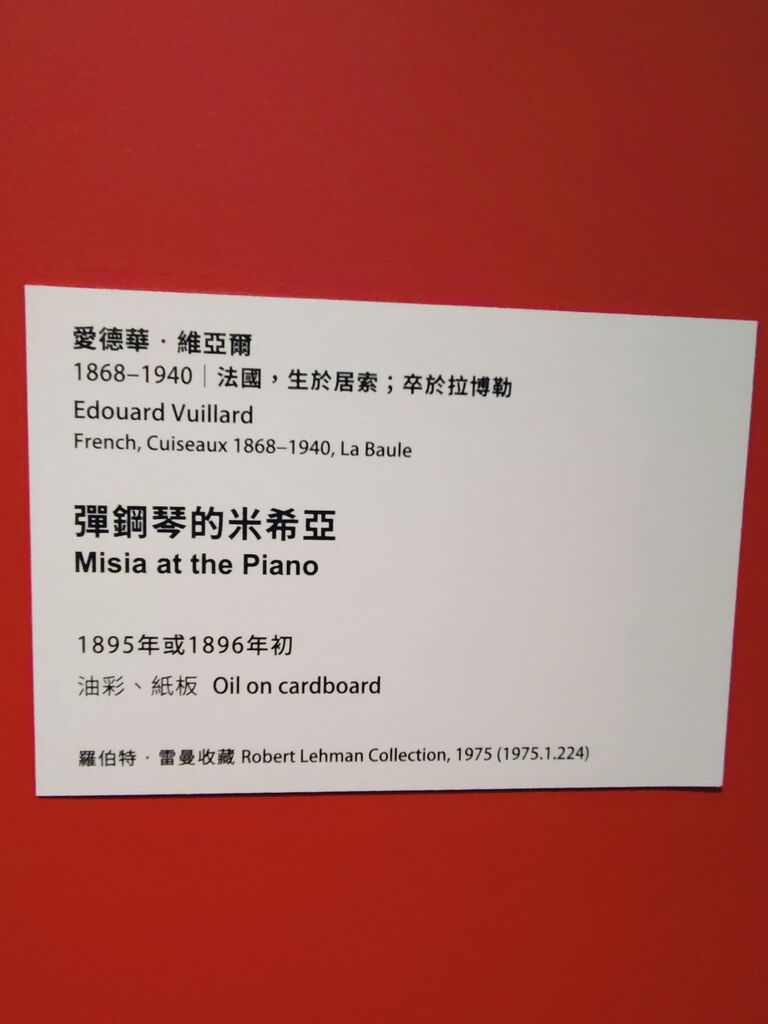 愛德華．維亞爾
1868–1940｜法國，生於居索；卒於拉博勒
Edouard Vuillard
French, Cuiseaux 1868–1940, La Baule
彈鋼琴的米希亞
Misia at the Piano
1895年或1896年初
油彩、紙板 Oil on cardboard
羅伯特．雷曼收藏 Robert Lehman Collection, 1975 (1975.1.224)